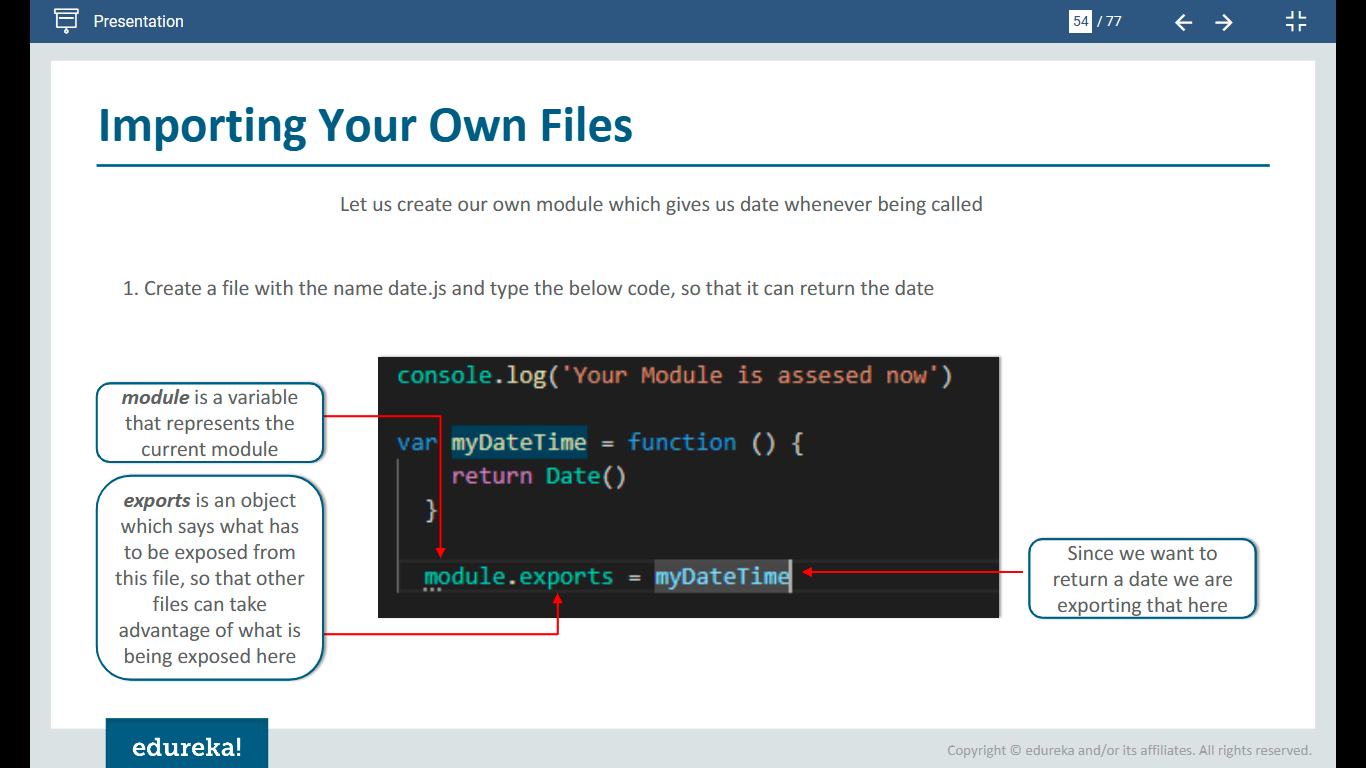 Presentation
54 / 77
Importing Your Own Files
Let us create our own module which gives us date whenever being called
1. Create a file with the name date.js and type the below code, so that it can return the date
module is a variable
that represents the
current module
exports is an object
which says what has
to be exposed from
this file, so that other
files can take
advantage of what is
being exposed here
console.log('Your Module is assesed now')
var myDateTime = function () {
return Date()
}
module.exports = myDateTime
Since we want to
return a date we are
exporting that here
edureka!
Copyright © edureka and/or its affiliates. All rights reserved.